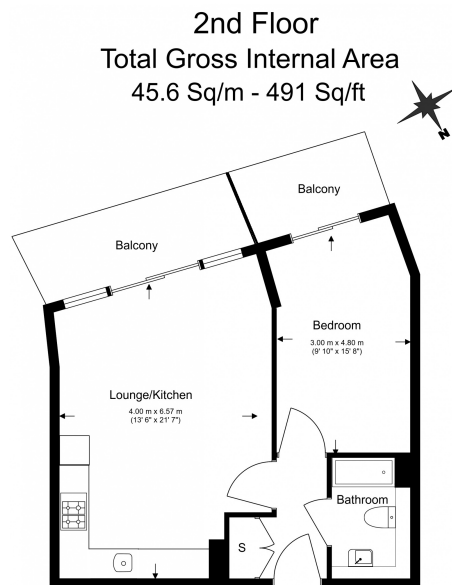 2nd Floor
Total Gross Internal Area
45.6 Sq/m - 491 Sq/ft
N
Balcony
Balcony
Bedroom
3.00 m x 4.80 m
(9' 10" x 15' 8")
Lounge/Kitchen
4.00 m x 6.57 m
(13' 6" x 21' 7")
Bathroom
S